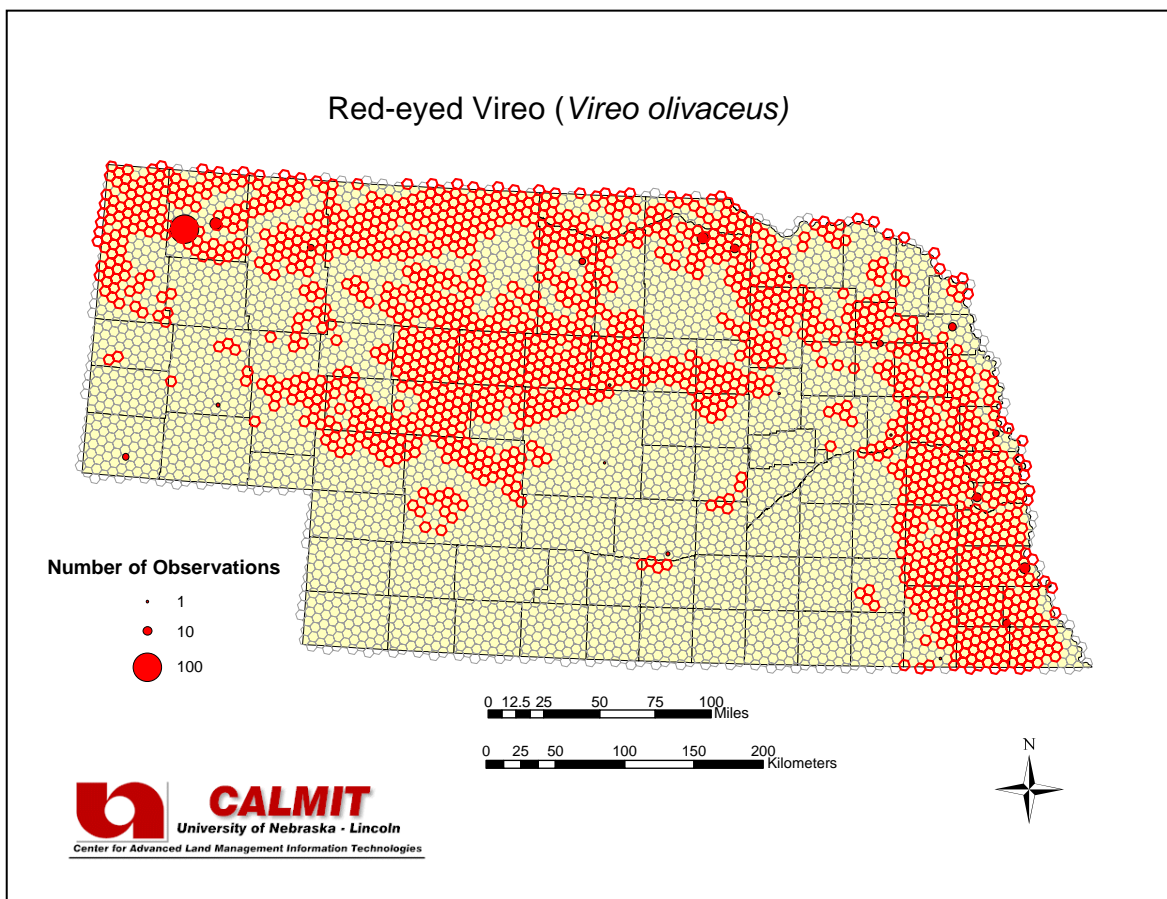 Red-eyed Vireo (Vireo olivaceus)
Number of Observations
1
10
100
0 12.5 25 50 75 100
Miles
0 25 50 100 150 200
Kilometers
N
CALMIT
University of Nebraska - Lincoln
Center for Advanced Land Management Information Technologies